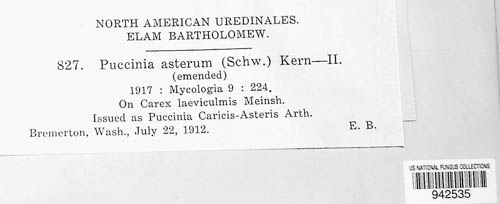 NORTH AMERICAN UREDINALES.
ELAM BARTHOLOMEW.
827. Puccinia asterum (Schw.) Kern—II.
(emended)
1917 : Mycologia 9 : 224.
On Carex laeviculmis Meinsh.
Issued as Puccinia Caricis-Asteris Arth.
Bremerton, Wash., July 22, 1912. E. B.
US NATIONAL FUNGUS COLLECTIONS
942535